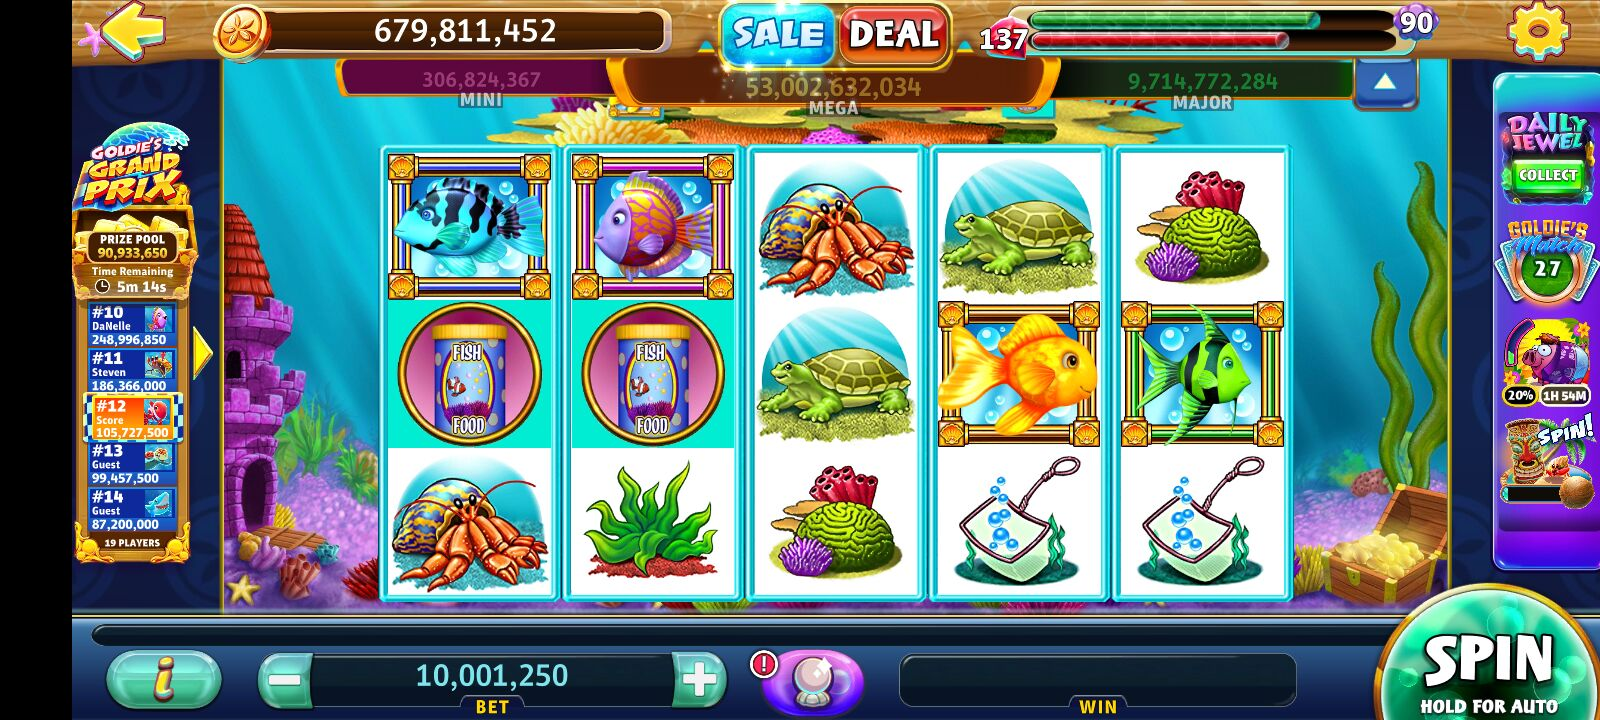 679,811,452
SALE DEAL
137
90
306,824,367
MINI
53,002,632,034
MEGA
9,714,772,284
MAJOR
GOLDIE'S
GRAND
PRIX
PRIZE POOL
90,933,650
Time Remaining
5m 14s
#10
DaNelle
248,996,850
#11
Steven
186,366,000
#12
Score
105,727,500
#13
Guest
99,457,500
#14
Guest
87,200,000
19 PLAYERS
FISH
FOOD
FISH
FOOD
DAILY
JEWEL
COLLECT
GOLDIE'S
Match
27
20% 1H 54M
SPIN!
i
10,001,250
BET
!
WIN
SPIN
HOLD FOR AUTO